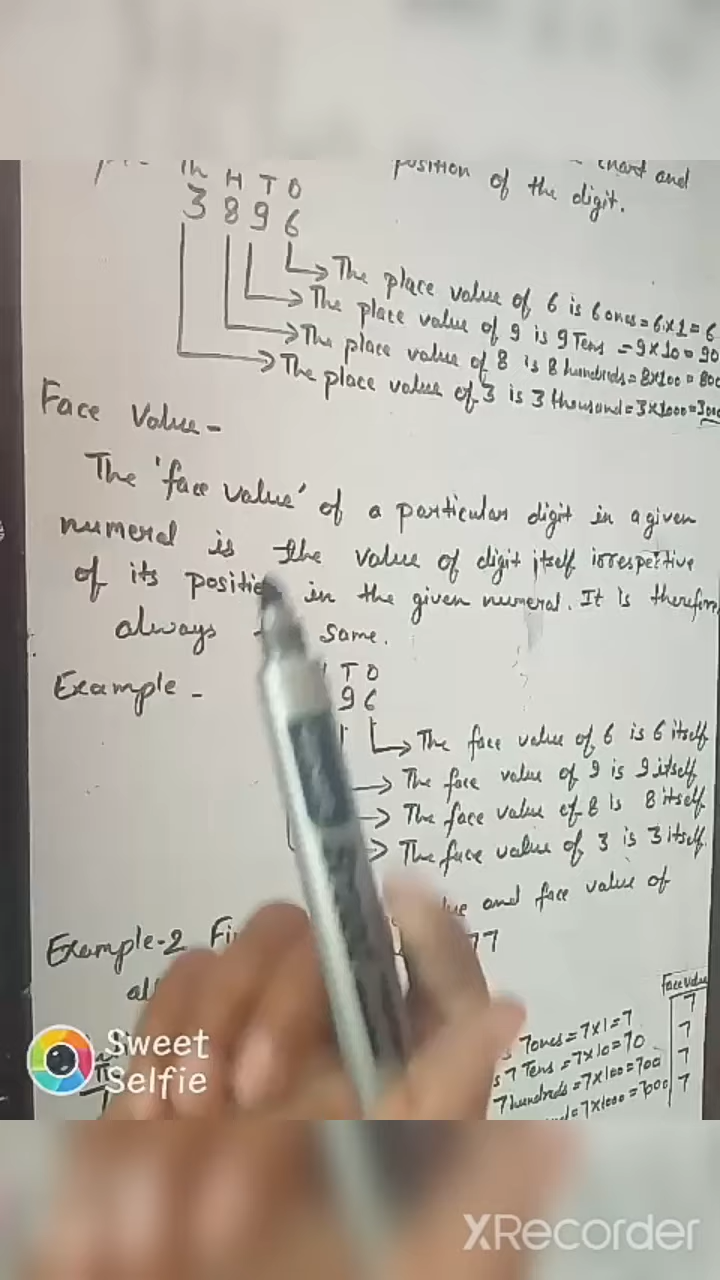 Th H T O
3 8 9 6
chart and
position of the digit.
The place value of 6 is 6 ones = 6×1 = 6
The place value of 9 is 9 Tens = 9×10 = 90
The place value of 8 is 8 hundreds = 8×100 = 800
The place value of 3 is 3 thousand = 3×1000 = 3000
Face Value -
The 'face value' of a particular digit in a given
numeral is the value of digit itself irrespective
of its position in the given numeral. It is therefore
always same.
Example - T O
9 6
The face value of 6 is 6 itself
The face value of 9 is 9 itself
The face value of 8 is 8 itself
The face value of 3 is 3 itself.
and face value of
Example-2 77
Face Value
7 ones = 7×1 = 7 7
7 Tens = 7×10 = 70 7
7 hundreds = 7×100 = 700 7
= 7×1000 = 7000 7
Sweet
Selfie
XRecorder